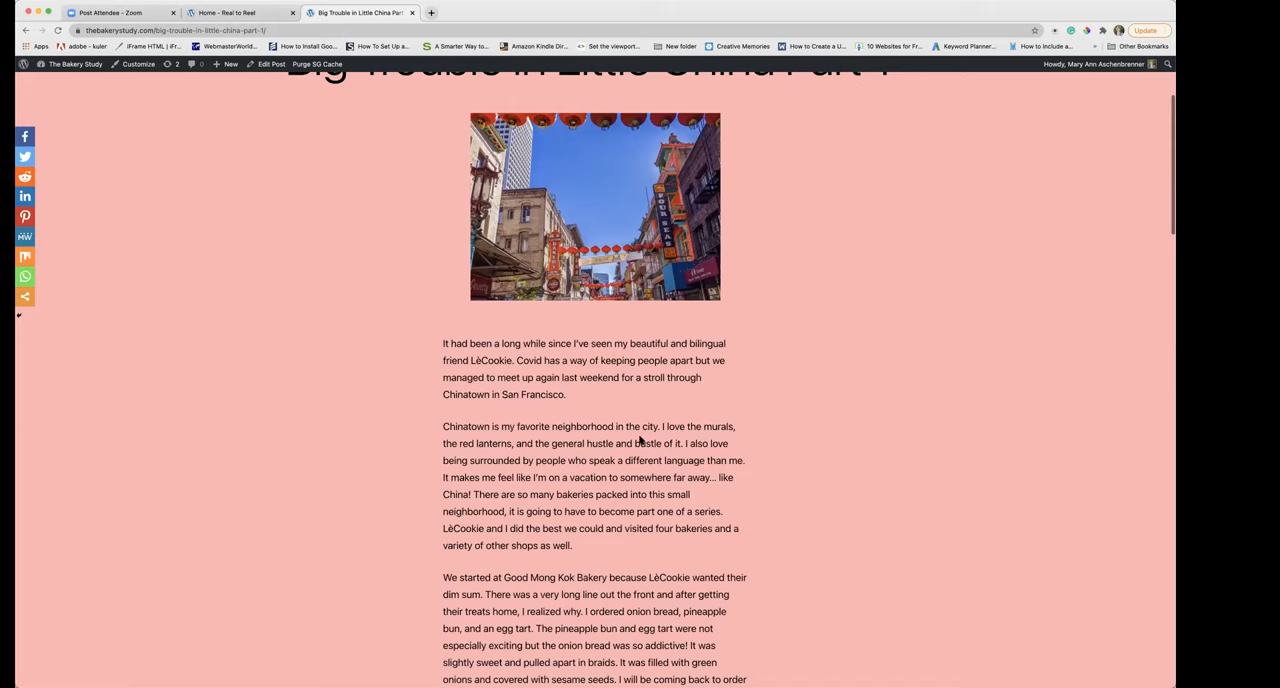 Post Attendee - Zoom
Home - Real to Reel
Big Trouble in Little China Part
thebakerystudy.com/big-trouble-in-little-china-part-1/
Update
Apps
adobe - kuler
IFrame HTML | iFr...
WebmasterWorld...
How to Install Goo...
How To Set Up a...
A Smarter Way to...
Amazon Kindle Dir...
Set the viewport...
New folder
Creative Memories
How to Create a U...
10 Websites for Fr...
Keyword Planner...
How to Include a...
Other Bookmarks
The Bakery Study
Customize
2
0
+ New
Edit Post
Purge SG Cache
Howdy, Mary Ann Aschenbrenner
Big Trouble in Little China Part 1
FOUR SEAS
It had been a long while since I've seen my beautiful and bilingual
friend LèCookie. Covid has a way of keeping people apart but we
managed to meet up again last weekend for a stroll through
Chinatown in San Francisco.
Chinatown is my favorite neighborhood in the city. I love the murals,
the red lanterns, and the general hustle and bustle of it. I also love
being surrounded by people who speak a different language than me.
It makes me feel like I'm on a vacation to somewhere far away... like
China! There are so many bakeries packed into this small
neighborhood, it is going to have to become part one of a series.
LèCookie and I did the best we could and visited four bakeries and a
variety of other shops as well.
We started at Good Mong Kok Bakery because LèCookie wanted their
dim sum. There was a very long line out the front and after getting
their treats home, I realized why. I ordered onion bread, pineapple
bun, and an egg tart. The pineapple bun and egg tart were not
especially exciting but the onion bread was so addictive! It was
slightly sweet and pulled apart in braids. It was filled with green
onions and covered with sesame seeds. I will be coming back to order